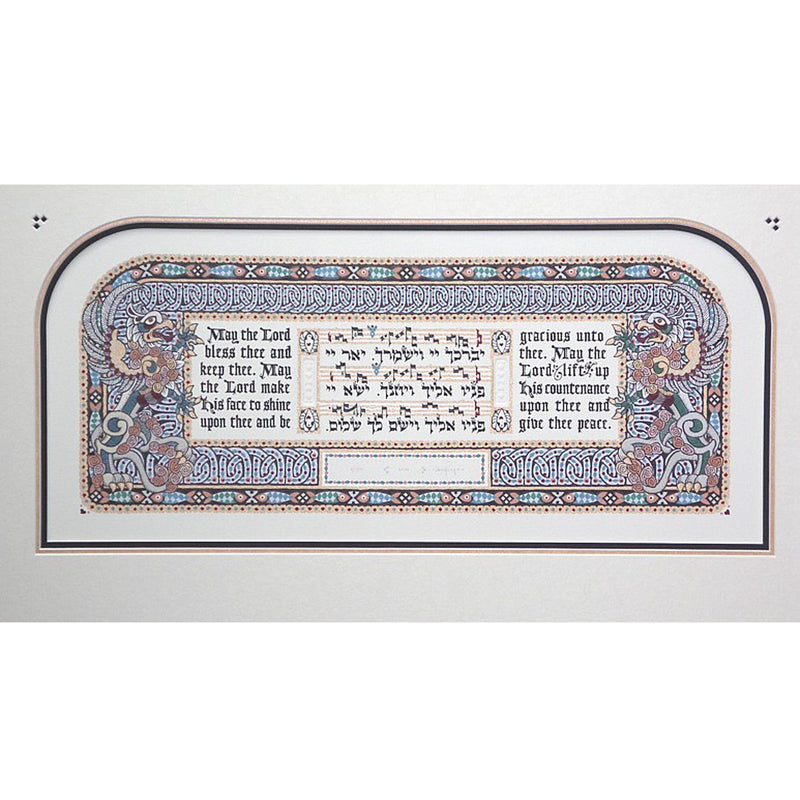 May the Lord
bless thee and
keep thee. May
the Lord make
His face to shine
upon thee and be
יברכך יי וישמרך. יאר יי
פניו אליך ויחנך. ישא יי
פניו אליך וישם לך שלום.
gracious unto
thee. May the
Lord lift up
His countenance
upon thee and
give thee peace.